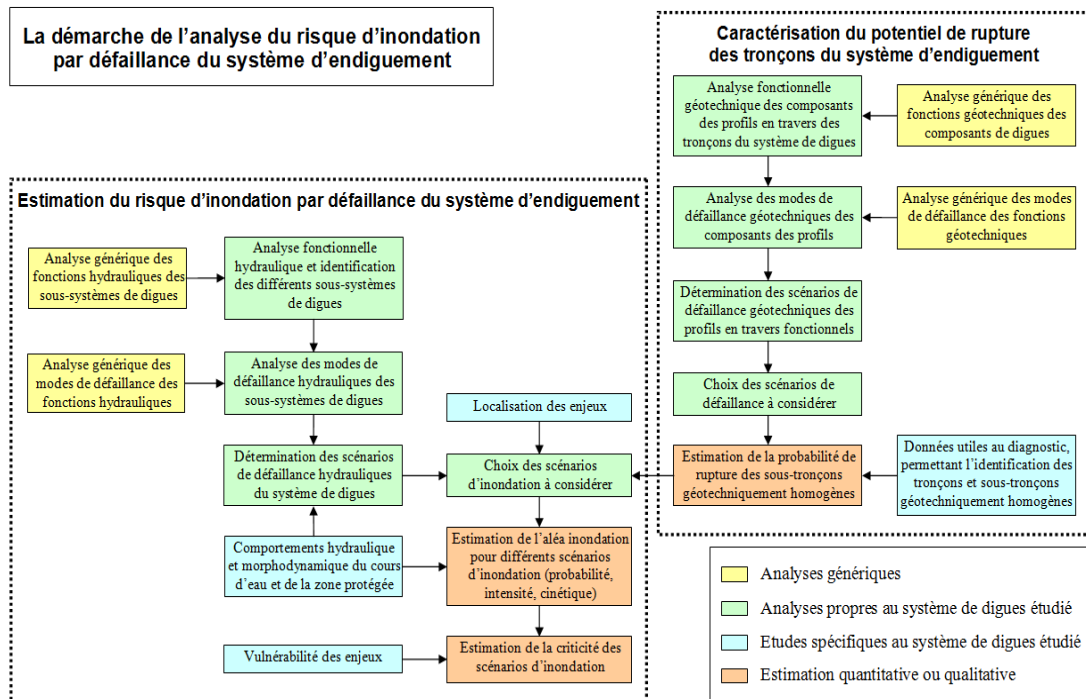 La démarche de l’analyse du risque d’inondation
par défaillance du système d’endiguement
Caractérisation du potentiel de rupture
des tronçons du système d’endiguement
Analyse fonctionnelle
géotechnique des composants
des profils en travers des
tronçons du système de digues
Analyse générique des
fonctions géotechniques des
composants de digues
Analyse des modes de
défaillance géotechniques des
composants des profils
Analyse générique des modes
de défaillance des fonctions
géotechniques
Détermination des scénarios de
défaillance géotechniques des
profils en travers fonctionnels
Choix des scénarios de
défaillance à considérer
Estimation de la probabilité de
rupture des sous-tronçons
géotechniquement homogènes
Données utiles au diagnostic,
permettant l’identification des
tronçons et sous-tronçons
géotechniquement homogènes
Estimation du risque d’inondation par défaillance du système d’endiguement
Analyse générique des
fonctions hydrauliques des
sous-systèmes de digues
Analyse fonctionnelle
hydraulique et identification
des différents sous-systèmes
de digues
Analyse générique des
modes de défaillance des
fonctions hydrauliques
Analyse des modes de
défaillance hydrauliques des
sous-systèmes de digues
Localisation des enjeux
Détermination des scénarios
de défaillance hydrauliques
du système de digues
Choix des scénarios
d’inondation à considérer
Comportements hydraulique
et morphodynamique du cours
d’eau et de la zone protégée
Estimation de l’aléa inondation
pour différents scénarios
d’inondation (probabilité,
intensité, cinétique)
Vulnérabilité des enjeux
Estimation de la criticité des
scénarios d’inondation
Analyses génériques
Analyses propres au système de digues étudié
Etudes spécifiques au système de digues étudié
Estimation quantitative ou qualitative